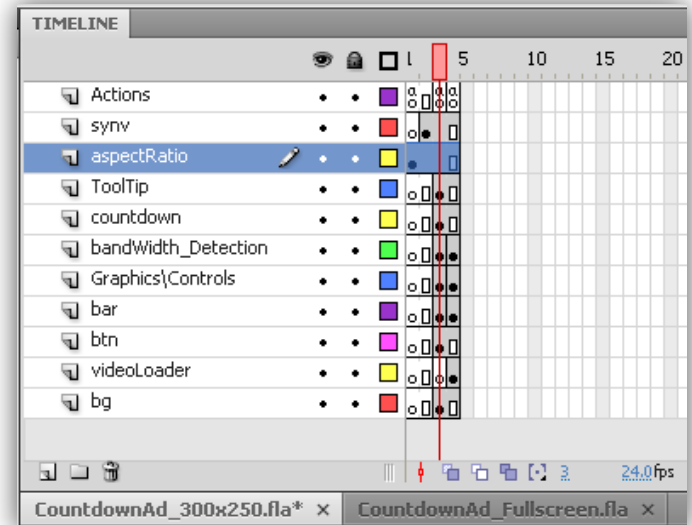 TIMELINE
1 5 10 15 20
Actions
synv
aspectRatio
ToolTip
countdown
bandWidth_Detection
Graphics\Controls
bar
btn
videoLoader
bg
3 24.0fps
CountdownAd_300x250.fla* × CountdownAd_Fullscreen.fla ×